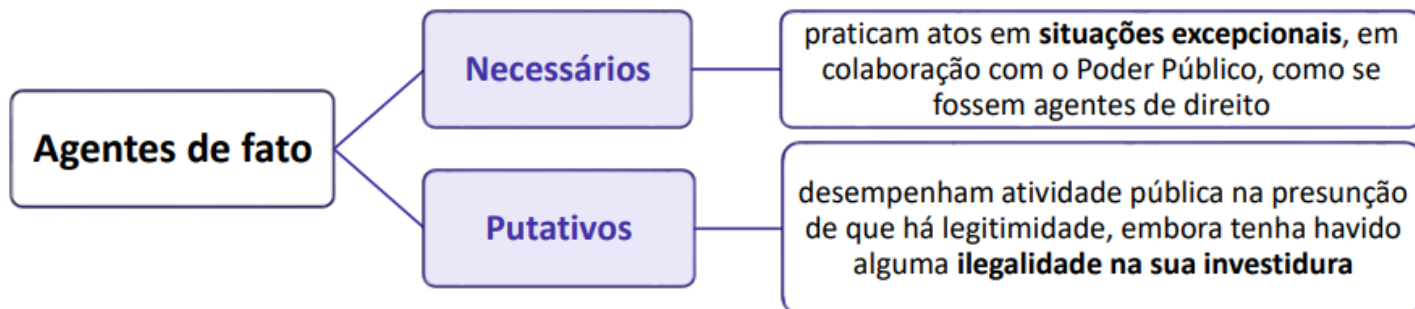 Agentes de fato
Necessários
praticam atos em situações excepcionais, em
colaboração com o Poder Público, como se
fossem agentes de direito
Putativos
desempenham atividade pública na presunção
de que há legitimidade, embora tenha havido
alguma ilegalidade na sua investidura